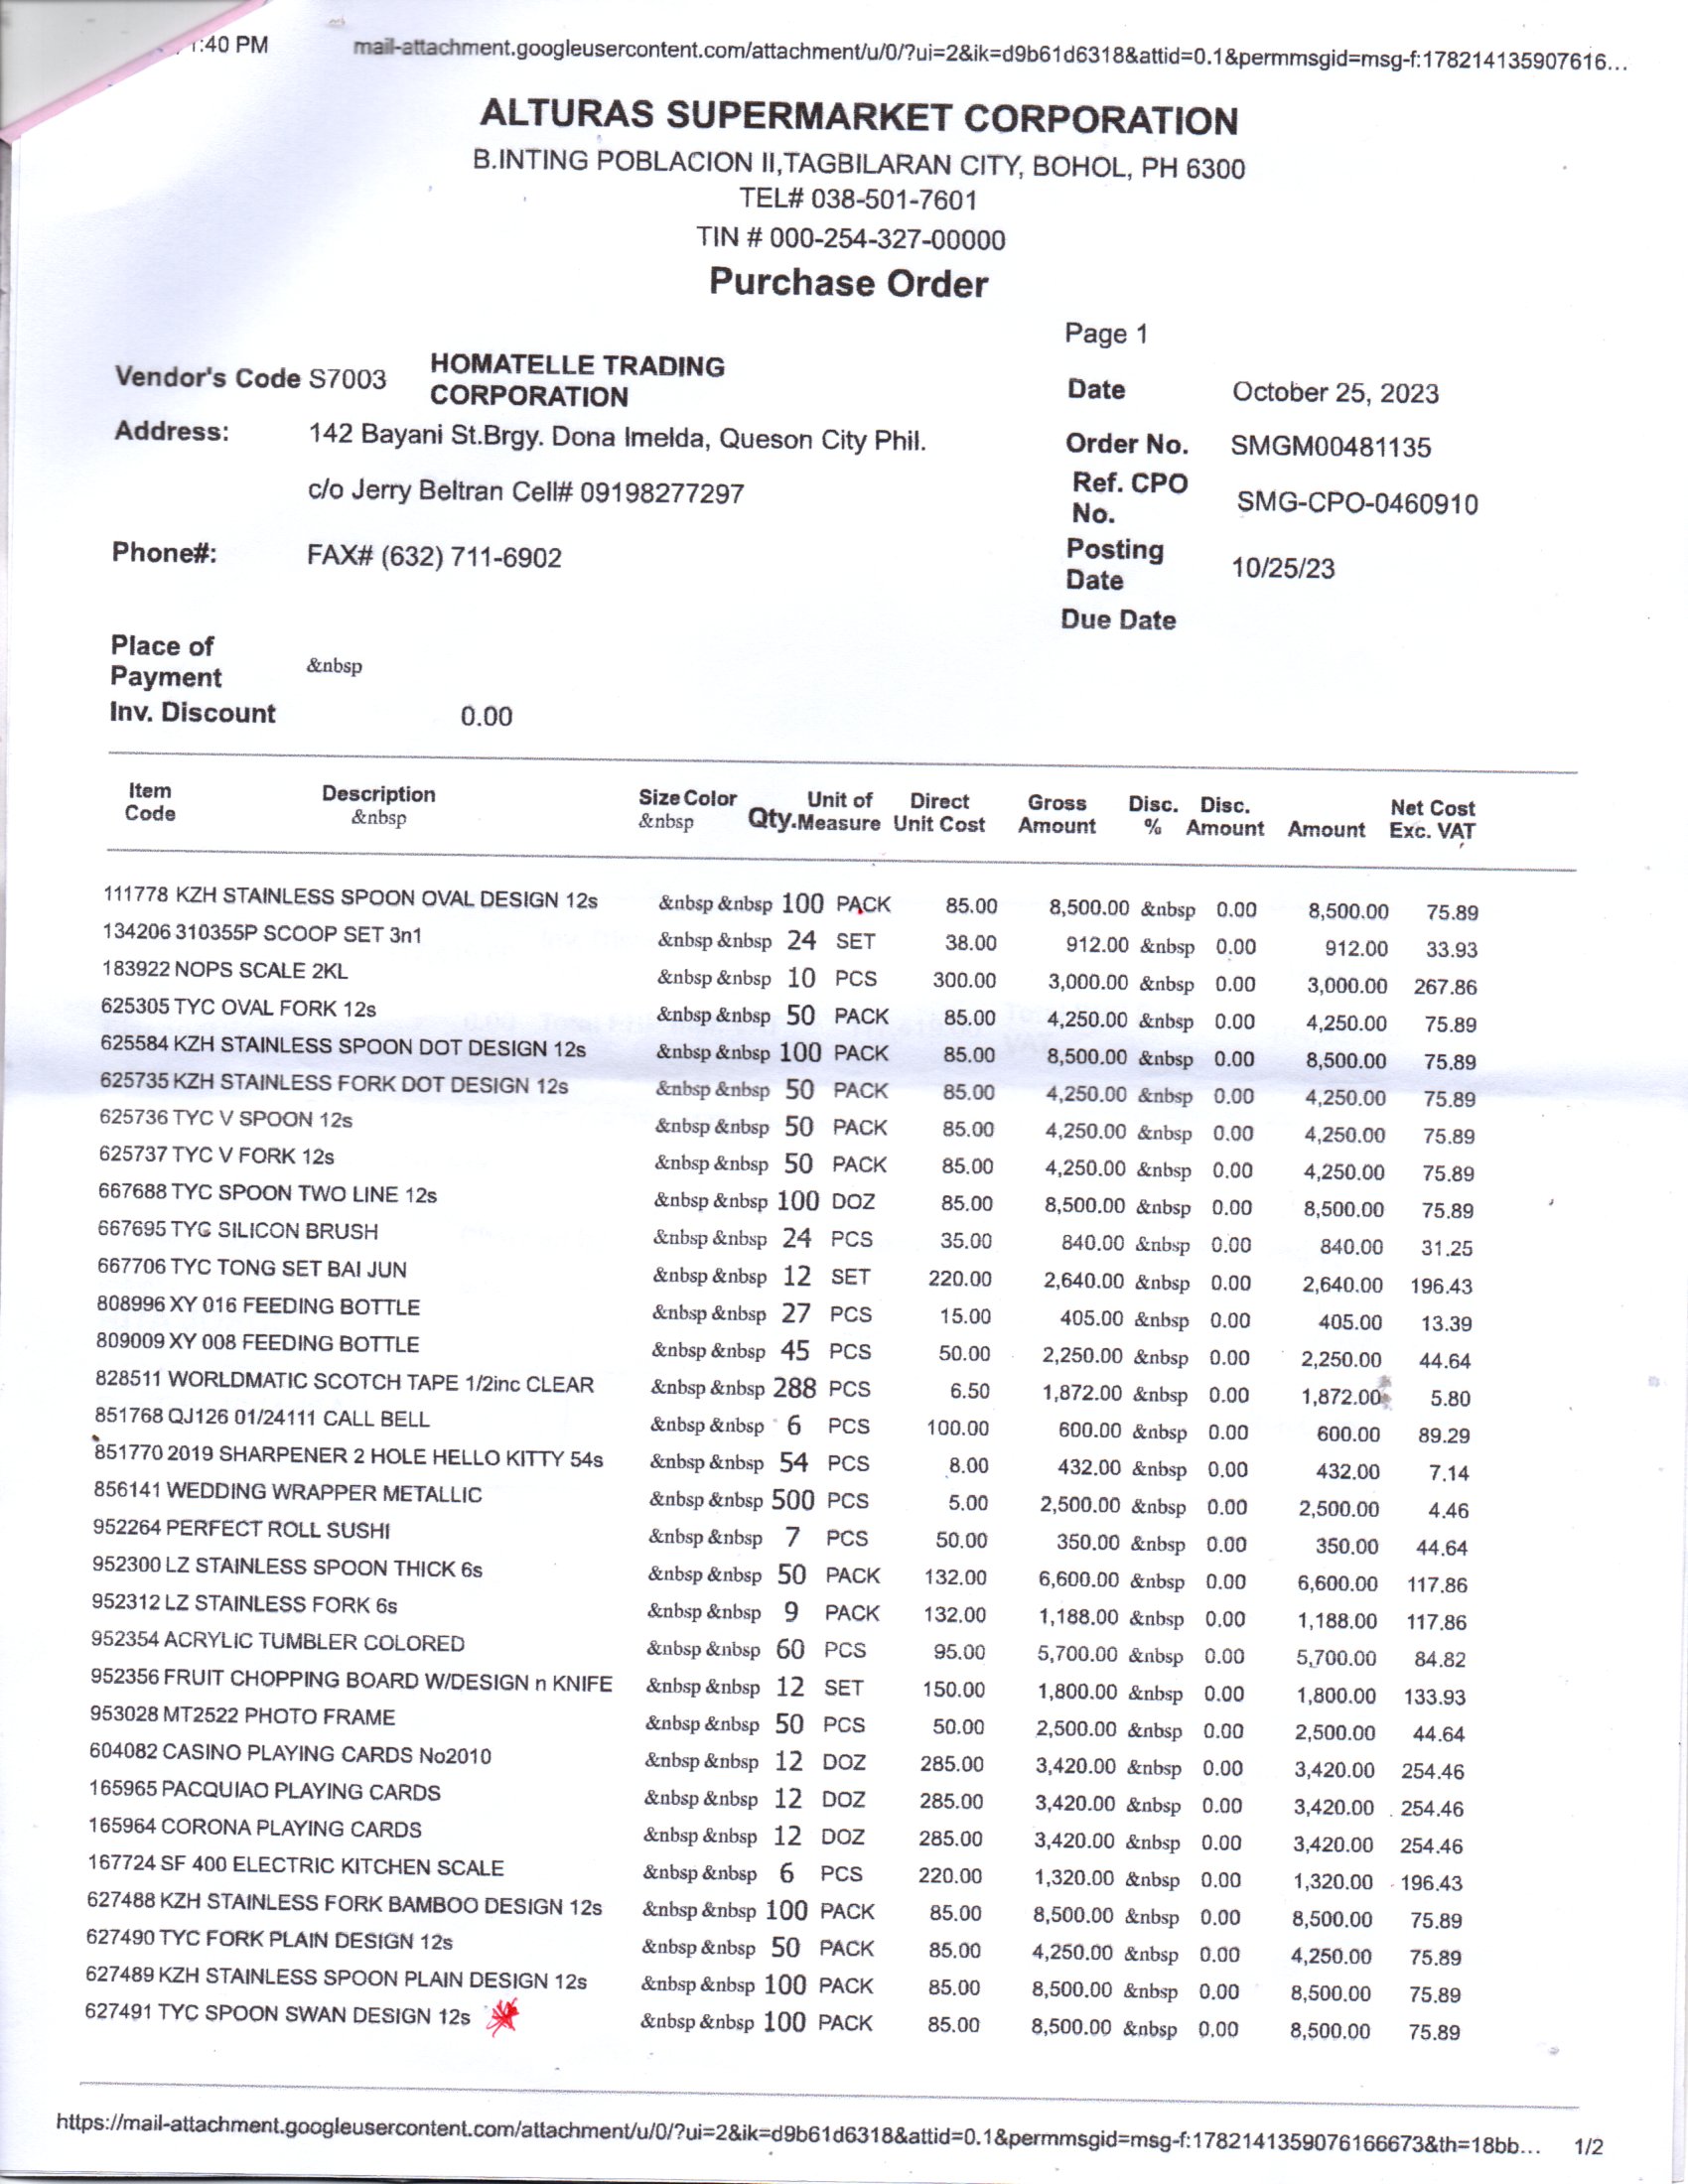 1:40 PM mail-attachment.googleusercontent.com/attachment/u/0/?ui=2&ik=d9b61d6318&attid=0.1&permmsgid=msg-f:178214135907616...
ALTURAS SUPERMARKET CORPORATION
B.INTING POBLACION II,TAGBILARAN CITY, BOHOL, PH 6300
TEL# 038-501-7601
TIN # 000-254-327-00000
Purchase Order
Page 1
Vendor's Code S7003 HOMATELLE TRADING CORPORATION
Date October 25, 2023
Address: 142 Bayani St.Brgy. Dona Imelda, Queson City Phil.
Order No. SMGM00481135
c/o Jerry Beltran Cell# 09198277297
Ref. CPO No. SMG-CPO-0460910
Phone#: FAX# (632) 711-6902
Posting Date 10/25/23
Due Date
Place of Payment &nbsp
Inv. Discount 0.00
Item Code Description &nbsp Size Color &nbsp Qty. Unit of Measure Direct Unit Cost Gross Amount Disc. % Disc. Amount Amount Net Cost Exc. VAT
111778 KZH STAINLESS SPOON OVAL DESIGN 12s &nbsp &nbsp 100 PACK 85.00 8,500.00 &nbsp 0.00 8,500.00 75.89
134206 310355P SCOOP SET 3n1 &nbsp &nbsp 24 SET 38.00 912.00 &nbsp 0.00 912.00 33.93
183922 NOPS SCALE 2KL &nbsp &nbsp 10 PCS 300.00 3,000.00 &nbsp 0.00 3,000.00 267.86
625305 TYC OVAL FORK 12s &nbsp &nbsp 50 PACK 85.00 4,250.00 &nbsp 0.00 4,250.00 75.89
625584 KZH STAINLESS SPOON DOT DESIGN 12s &nbsp &nbsp 100 PACK 85.00 8,500.00 &nbsp 0.00 8,500.00 75.89
625735 KZH STAINLESS FORK DOT DESIGN 12s &nbsp &nbsp 50 PACK 85.00 4,250.00 &nbsp 0.00 4,250.00 75.89
625736 TYC V SPOON 12s &nbsp &nbsp 50 PACK 85.00 4,250.00 &nbsp 0.00 4,250.00 75.89
625737 TYC V FORK 12s &nbsp &nbsp 50 PACK 85.00 4,250.00 &nbsp 0.00 4,250.00 75.89
667688 TYC SPOON TWO LINE 12s &nbsp &nbsp 100 DOZ 85.00 8,500.00 &nbsp 0.00 8,500.00 75.89
667695 TYC SILICON BRUSH &nbsp &nbsp 24 PCS 35.00 840.00 &nbsp 0.00 840.00 31.25
667706 TYC TONG SET BAI JUN &nbsp &nbsp 12 SET 220.00 2,640.00 &nbsp 0.00 2,640.00 196.43
808996 XY 016 FEEDING BOTTLE &nbsp &nbsp 27 PCS 15.00 405.00 &nbsp 0.00 405.00 13.39
809009 XY 008 FEEDING BOTTLE &nbsp &nbsp 45 PCS 50.00 2,250.00 &nbsp 0.00 2,250.00 44.64
828511 WORLDMATIC SCOTCH TAPE 1/2inc CLEAR &nbsp &nbsp 288 PCS 6.50 1,872.00 &nbsp 0.00 1,872.00 5.80
851768 QJ126 01/24111 CALL BELL &nbsp &nbsp 6 PCS 100.00 600.00 &nbsp 0.00 600.00 89.29
851770 2019 SHARPENER 2 HOLE HELLO KITTY 54s &nbsp &nbsp 54 PCS 8.00 432.00 &nbsp 0.00 432.00 7.14
856141 WEDDING WRAPPER METALLIC &nbsp &nbsp 500 PCS 5.00 2,500.00 &nbsp 0.00 2,500.00 4.46
952264 PERFECT ROLL SUSHI &nbsp &nbsp 7 PCS 50.00 350.00 &nbsp 0.00 350.00 44.64
952300 LZ STAINLESS SPOON THICK 6s &nbsp &nbsp 50 PACK 132.00 6,600.00 &nbsp 0.00 6,600.00 117.86
952312 LZ STAINLESS FORK 6s &nbsp &nbsp 9 PACK 132.00 1,188.00 &nbsp 0.00 1,188.00 117.86
952354 ACRYLIC TUMBLER COLORED &nbsp &nbsp 60 PCS 95.00 5,700.00 &nbsp 0.00 5,700.00 84.82
952356 FRUIT CHOPPING BOARD W/DESIGN n KNIFE &nbsp &nbsp 12 SET 150.00 1,800.00 &nbsp 0.00 1,800.00 133.93
953028 MT2522 PHOTO FRAME &nbsp &nbsp 50 PCS 50.00 2,500.00 &nbsp 0.00 2,500.00 44.64
604082 CASINO PLAYING CARDS No2010 &nbsp &nbsp 12 DOZ 285.00 3,420.00 &nbsp 0.00 3,420.00 254.46
165965 PACQUIAO PLAYING CARDS &nbsp &nbsp 12 DOZ 285.00 3,420.00 &nbsp 0.00 3,420.00 254.46
165964 CORONA PLAYING CARDS &nbsp &nbsp 12 DOZ 285.00 3,420.00 &nbsp 0.00 3,420.00 254.46
167724 SF 400 ELECTRIC KITCHEN SCALE &nbsp &nbsp 6 PCS 220.00 1,320.00 &nbsp 0.00 1,320.00 196.43
627488 KZH STAINLESS FORK BAMBOO DESIGN 12s &nbsp &nbsp 100 PACK 85.00 8,500.00 &nbsp 0.00 8,500.00 75.89
627490 TYC FORK PLAIN DESIGN 12s &nbsp &nbsp 50 PACK 85.00 4,250.00 &nbsp 0.00 4,250.00 75.89
627489 KZH STAINLESS SPOON PLAIN DESIGN 12s &nbsp &nbsp 100 PACK 85.00 8,500.00 &nbsp 0.00 8,500.00 75.89
627491 TYC SPOON SWAN DESIGN 12s &nbsp &nbsp 100 PACK 85.00 8,500.00 &nbsp 0.00 8,500.00 75.89
https://mail-attachment.googleusercontent.com/attachment/u/0/?ui=2&ik=d9b61d6318&attid=0.1&permmsgid=msg-f:1782141359076166673&th=18bb... 1/2